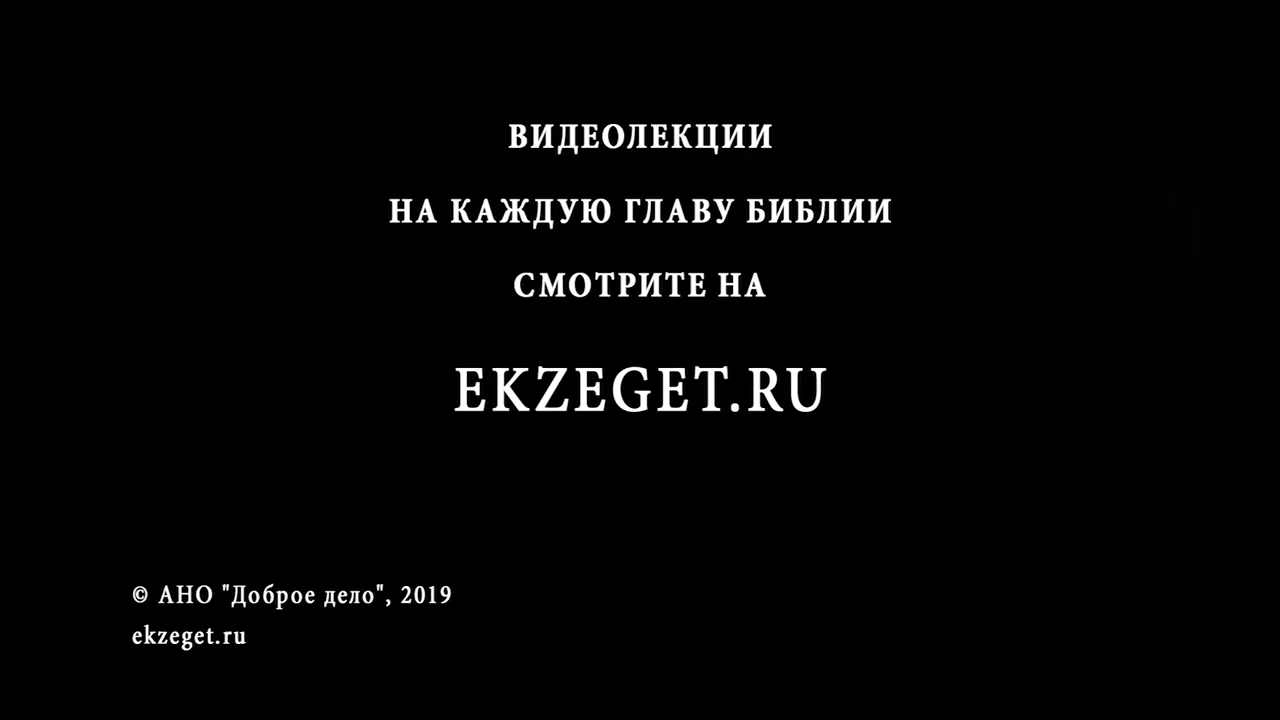 ВИДЕОЛЕКЦИИ
НА КАЖДУЮ ГЛАВУ БИБЛИИ
СМОТРИТЕ НА
EKZEGET.RU
© АНО "Доброе дело", 2019
ekzeget.ru